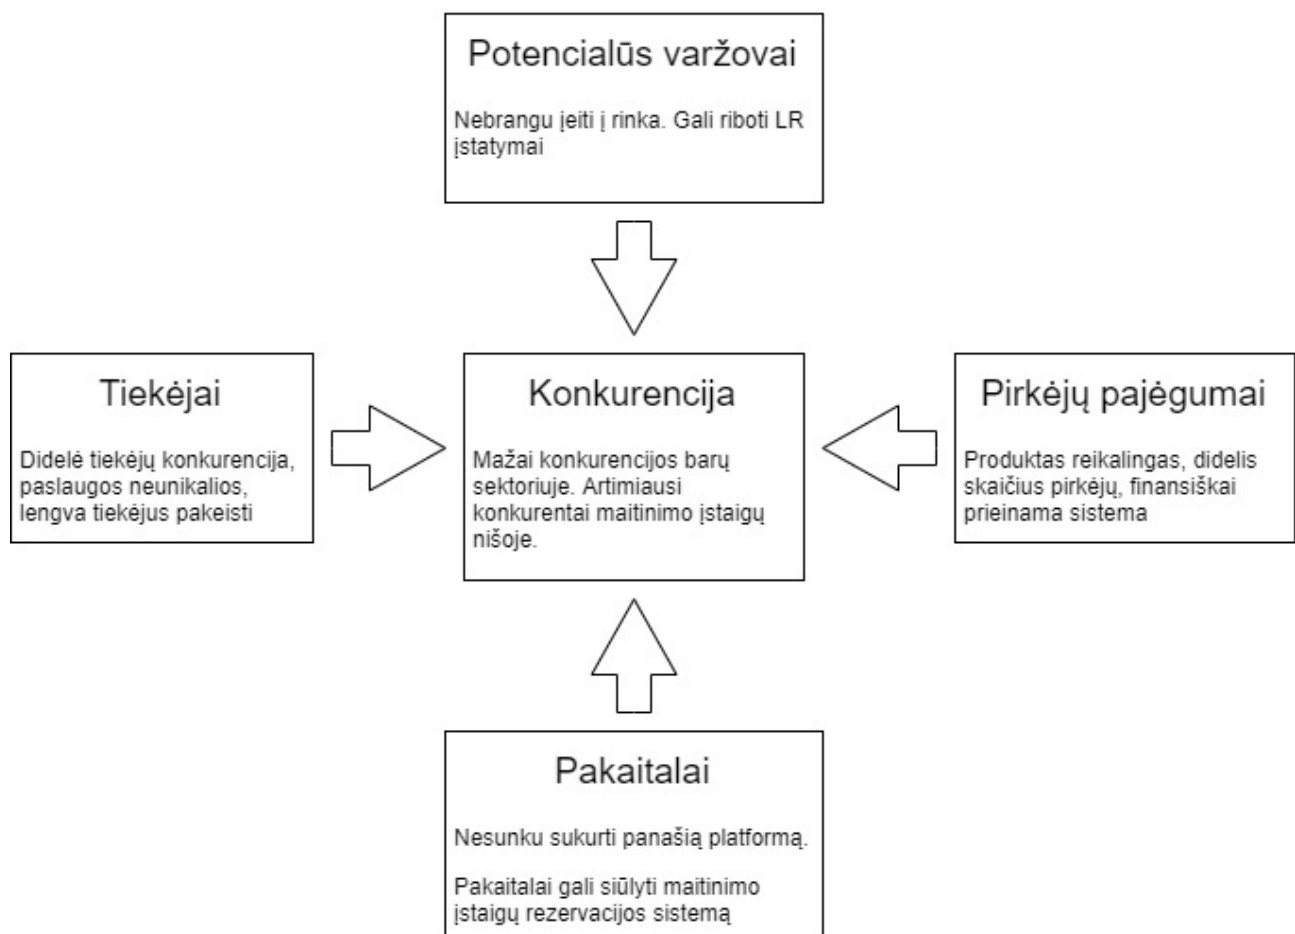 Potencialūs varžovai
Nebrangu įeiti į rinka. Gali riboti LR
įstatymai
Tiekėjai
Didelė tiekėjų konkurencija,
paslaugos neunikalios,
lengva tiekėjus pakeisti
Konkurencija
Mažai konkurencijos barų
sektoriuje. Artimiausi
konkurentai maitinimo įstaigų
nišoje.
Pirkėjų pajėgumai
Produktas reikalingas, didelis
skaičius pirkėjų, finansiškai
prieinama sistema
Pakaitalai
Nesunku sukurti panašią platformą.
Pakaitalai gali siūlyti maitinimo
įstaigų rezervacijos sistemą